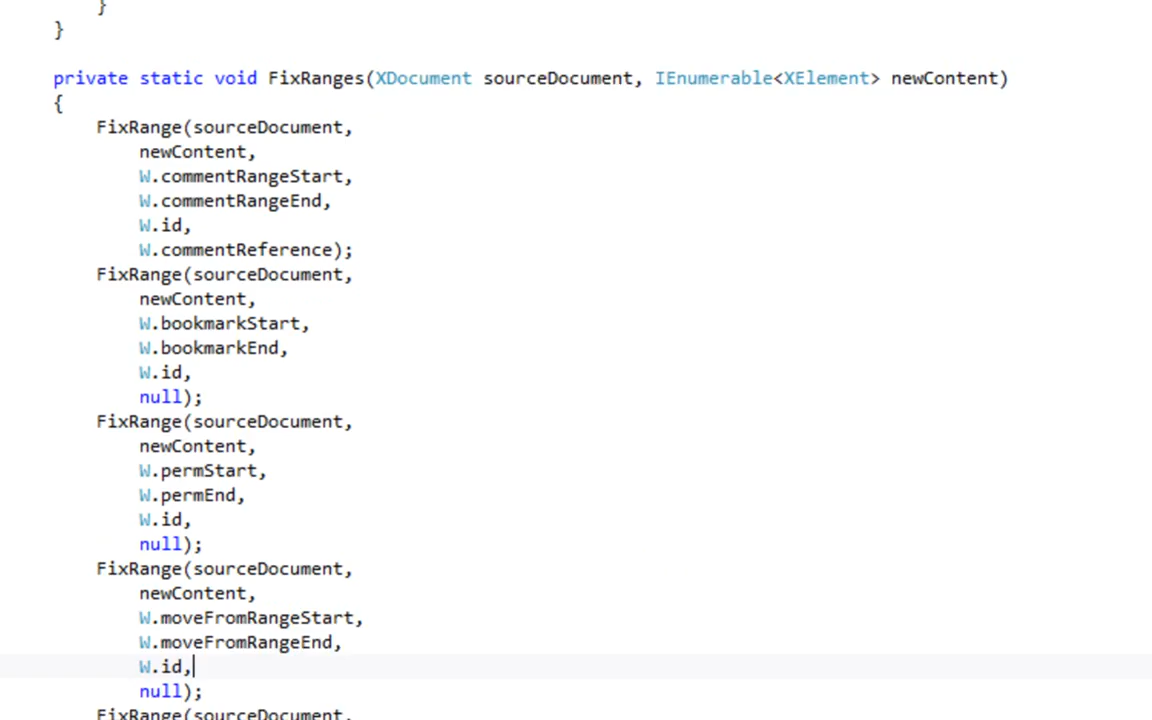 }
}
private static void FixRanges(XDocument sourceDocument, IEnumerable<XElement> newContent)
{
FixRange(sourceDocument,
newContent,
W.commentRangeStart,
W.commentRangeEnd,
W.id,
W.commentReference);
FixRange(sourceDocument,
newContent,
W.bookmarkStart,
W.bookmarkEnd,
W.id,
null);
FixRange(sourceDocument,
newContent,
W.permStart,
W.permEnd,
W.id,
null);
FixRange(sourceDocument,
newContent,
W.moveFromRangeStart,
W.moveFromRangeEnd,
W.id,
null);
FixRange(sourceDocument,